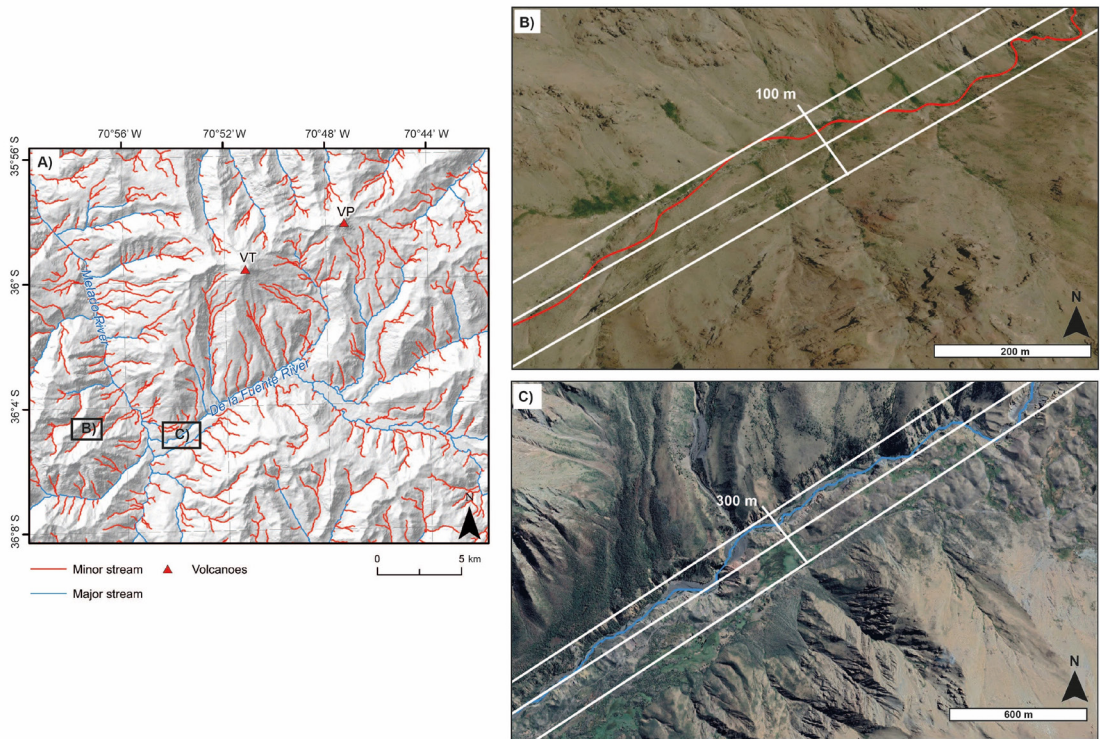 70°56' W
70°52' W
70°48' W
70°44' W
35°56' S
36° S
36°4' S
36°8' S
A)
VP
VT
Melado River
De la Fuente River
B)
C)
N
0 5 km
Minor stream
Volcanoes
Major stream
B)
100 m
N
200 m
C)
300 m
N
600 m